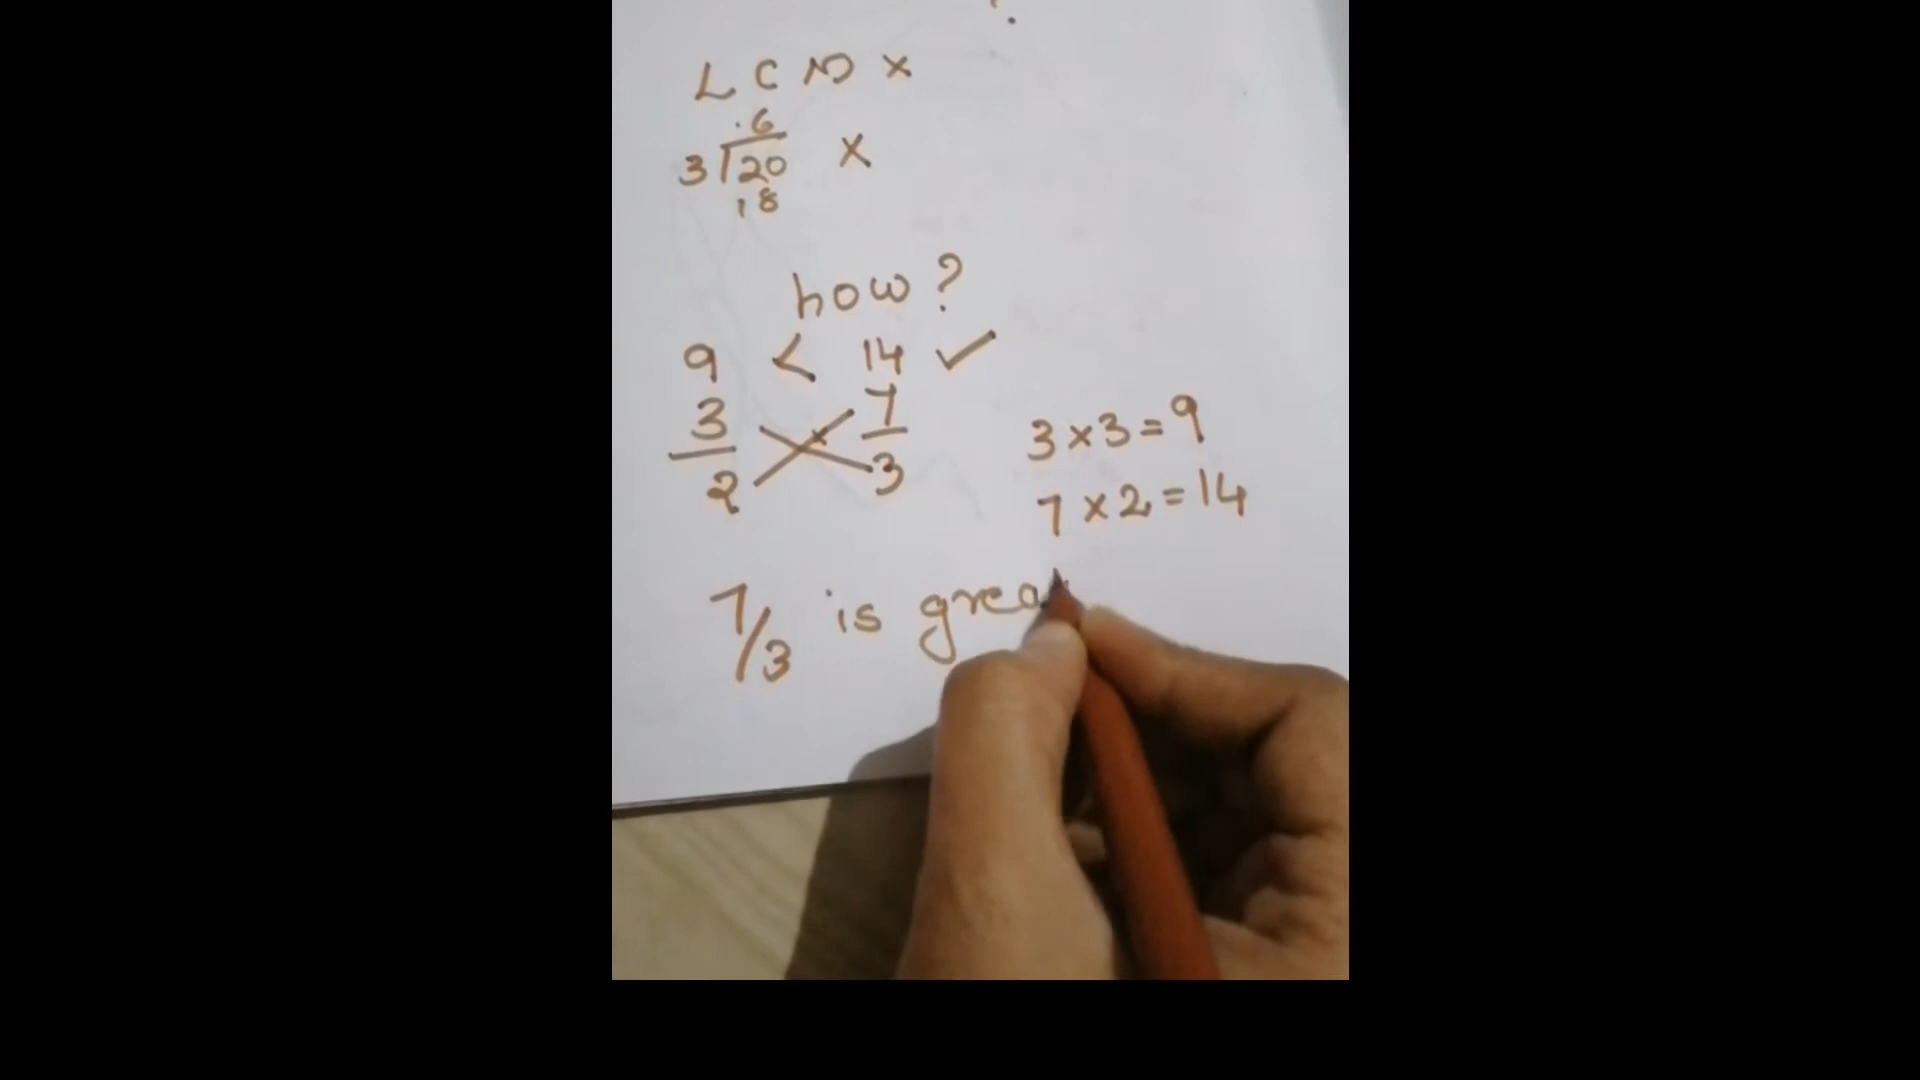 LCM ×
.6
3 20 ×
18
how?
9 < 14 ✓
3 × 7
2 3
3 × 3 = 9
7 × 2 = 14
7/3 is grea